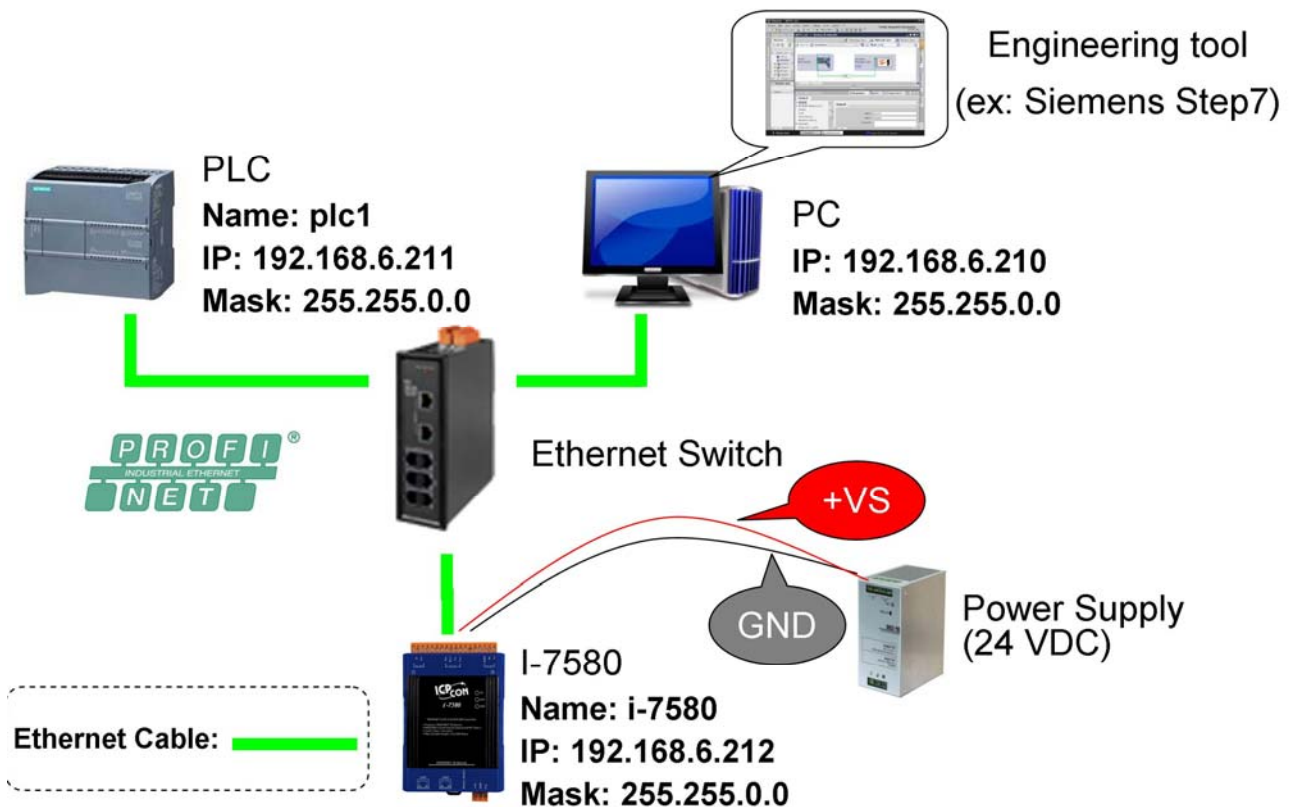 Engineering tool
(ex: Siemens Step7)
PLC
Name: plc1
IP: 192.168.6.211
Mask: 255.255.0.0
PC
IP: 192.168.6.210
Mask: 255.255.0.0
PROFI®
INDUSTRIAL ETHERNET
NET
Ethernet Switch
+VS
GND
Power Supply
(24 VDC)
ICP CON
i-7580
I-7580
Name: i-7580
IP: 192.168.6.212
Mask: 255.255.0.0
Ethernet Cable: